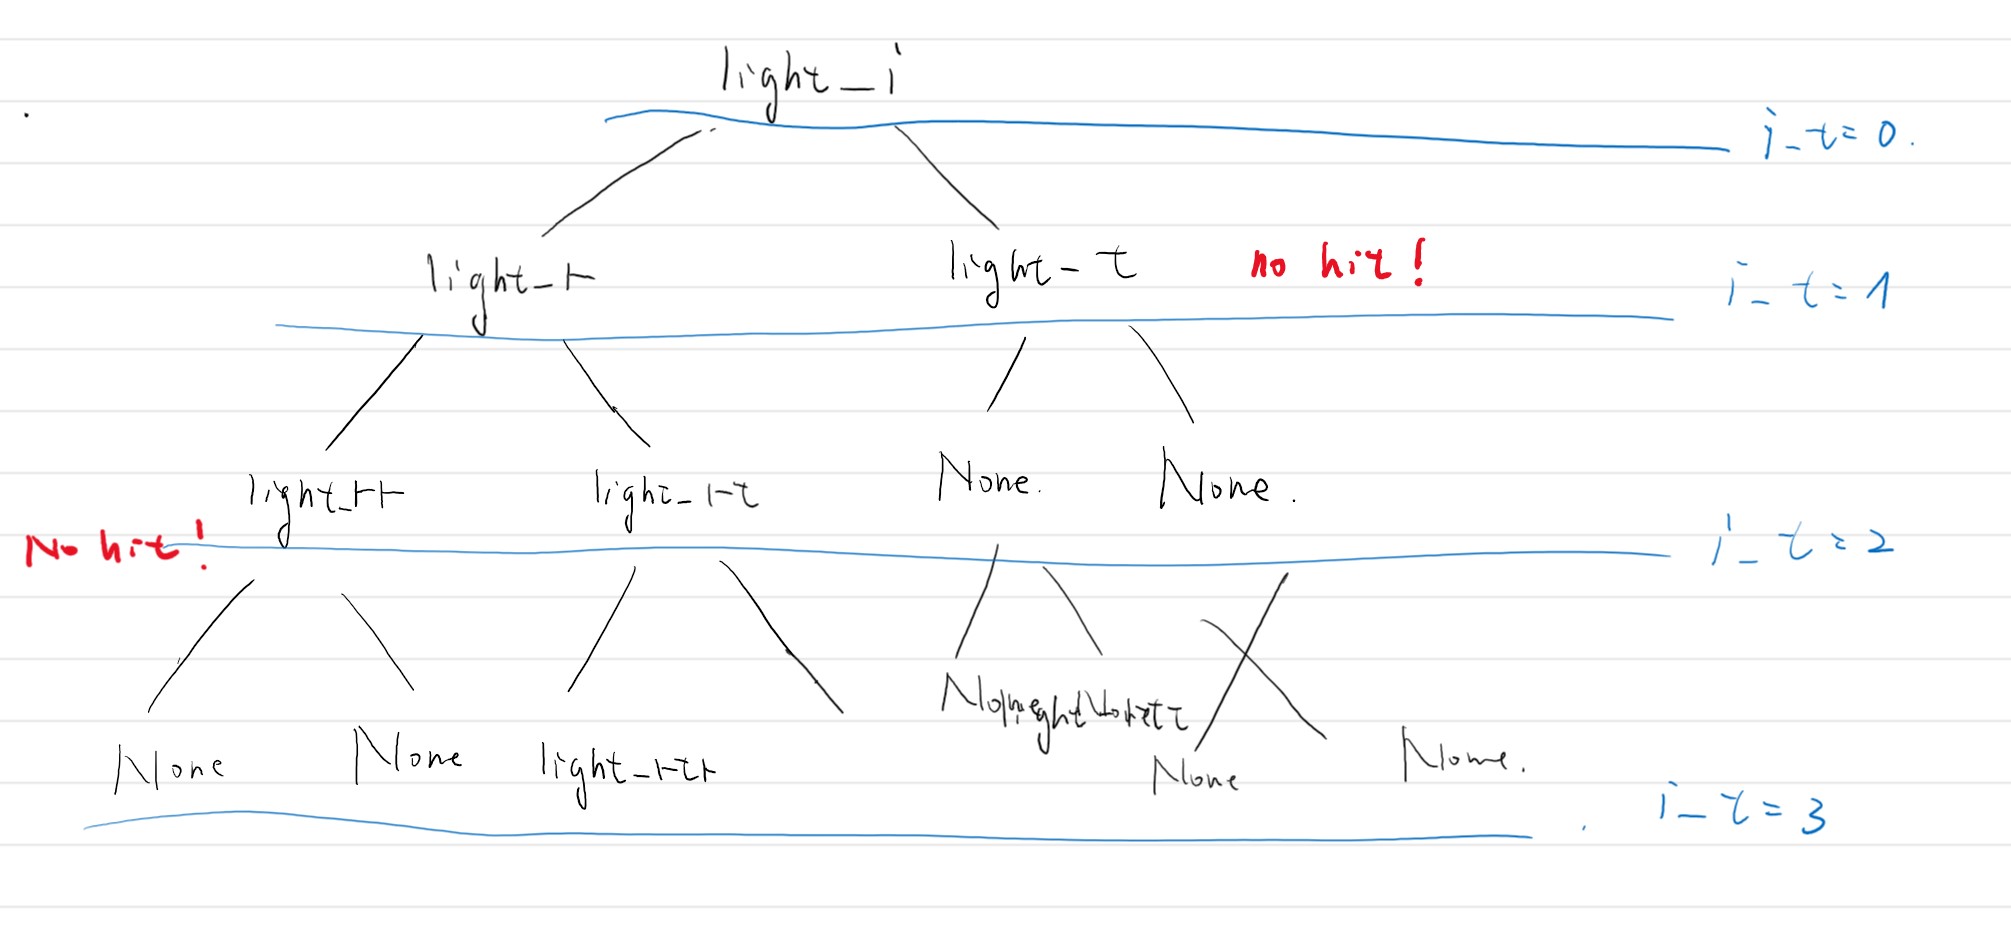 light_i
i_t=0.
light_r
light_t no hit!
i_t=1
light_rr light_rt None. None.
No hit!
i_t=2
None None light_rtr None None.
i_t=3